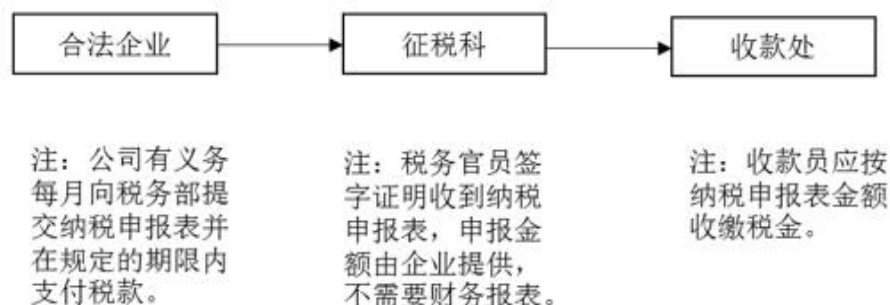 合法企业
征税科
收款处
注：公司有义务
每月向税务部提
交纳税申报表并
在规定的期限内
支付税款。
注：税务官员签
字证明收到纳税
申报表，申报金
额由企业提供，
不需要财务报表。
注：收款员应按
纳税申报表金额
收缴税金。